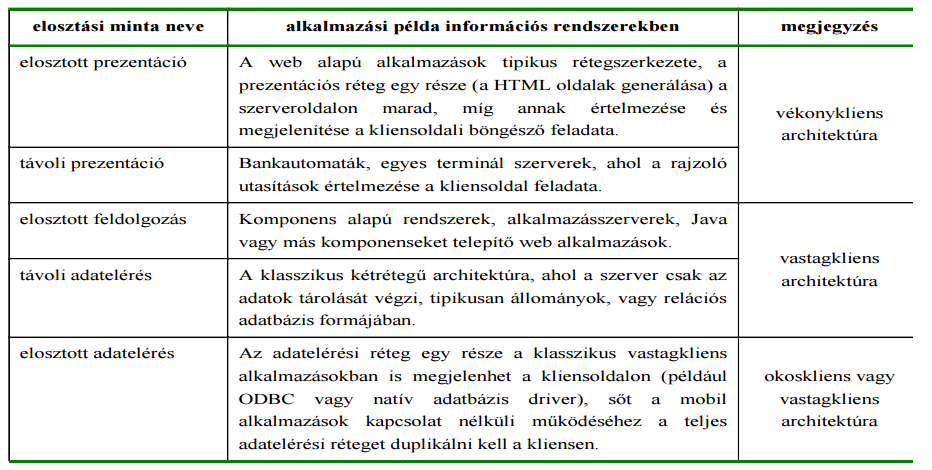 elosztási minta neve	alkalmazási példa információs rendszerekben	megjegyzés
elosztott prezentáció
A web alapú alkalmazások tipikus rétegszerkezete, a
prezentációs réteg egy része (a HTML oldalak generálása) a
szerveroldalon marad, míg annak értelmezése és
megjelenítése a kliensoldali böngésző feladata.
távoli prezentáció
Bankautomaták, egyes terminál szerverek, ahol a rajzoló
utasítások értelmezése a kliensoldal feladata.
vékonykliens
architektúra
elosztott feldolgozás
Komponens alapú rendszerek, alkalmazásszerverek, Java
vagy más komponenseket telepítő web alkalmazások.
távoli adatelérés
A klasszikus kétrétegű architektúra, ahol a szerver csak az
adatok tárolását végzi, tipikusan állományok, vagy relációs
adatbázis formájában.
vastagkliens
architektúra
elosztott adatelérés
Az adatelérési réteg egy része a klasszikus vastagkliens
alkalmazásokban is megjelenhet a kliensoldalon (például
ODBC vagy natív adatbázis driver), sőt a mobil
alkalmazások kapcsolat nélküli működéséhez a teljes
adatelérési réteget duplikálni kell a kliensen.
okoskliens vagy
vastagkliens
architektúra